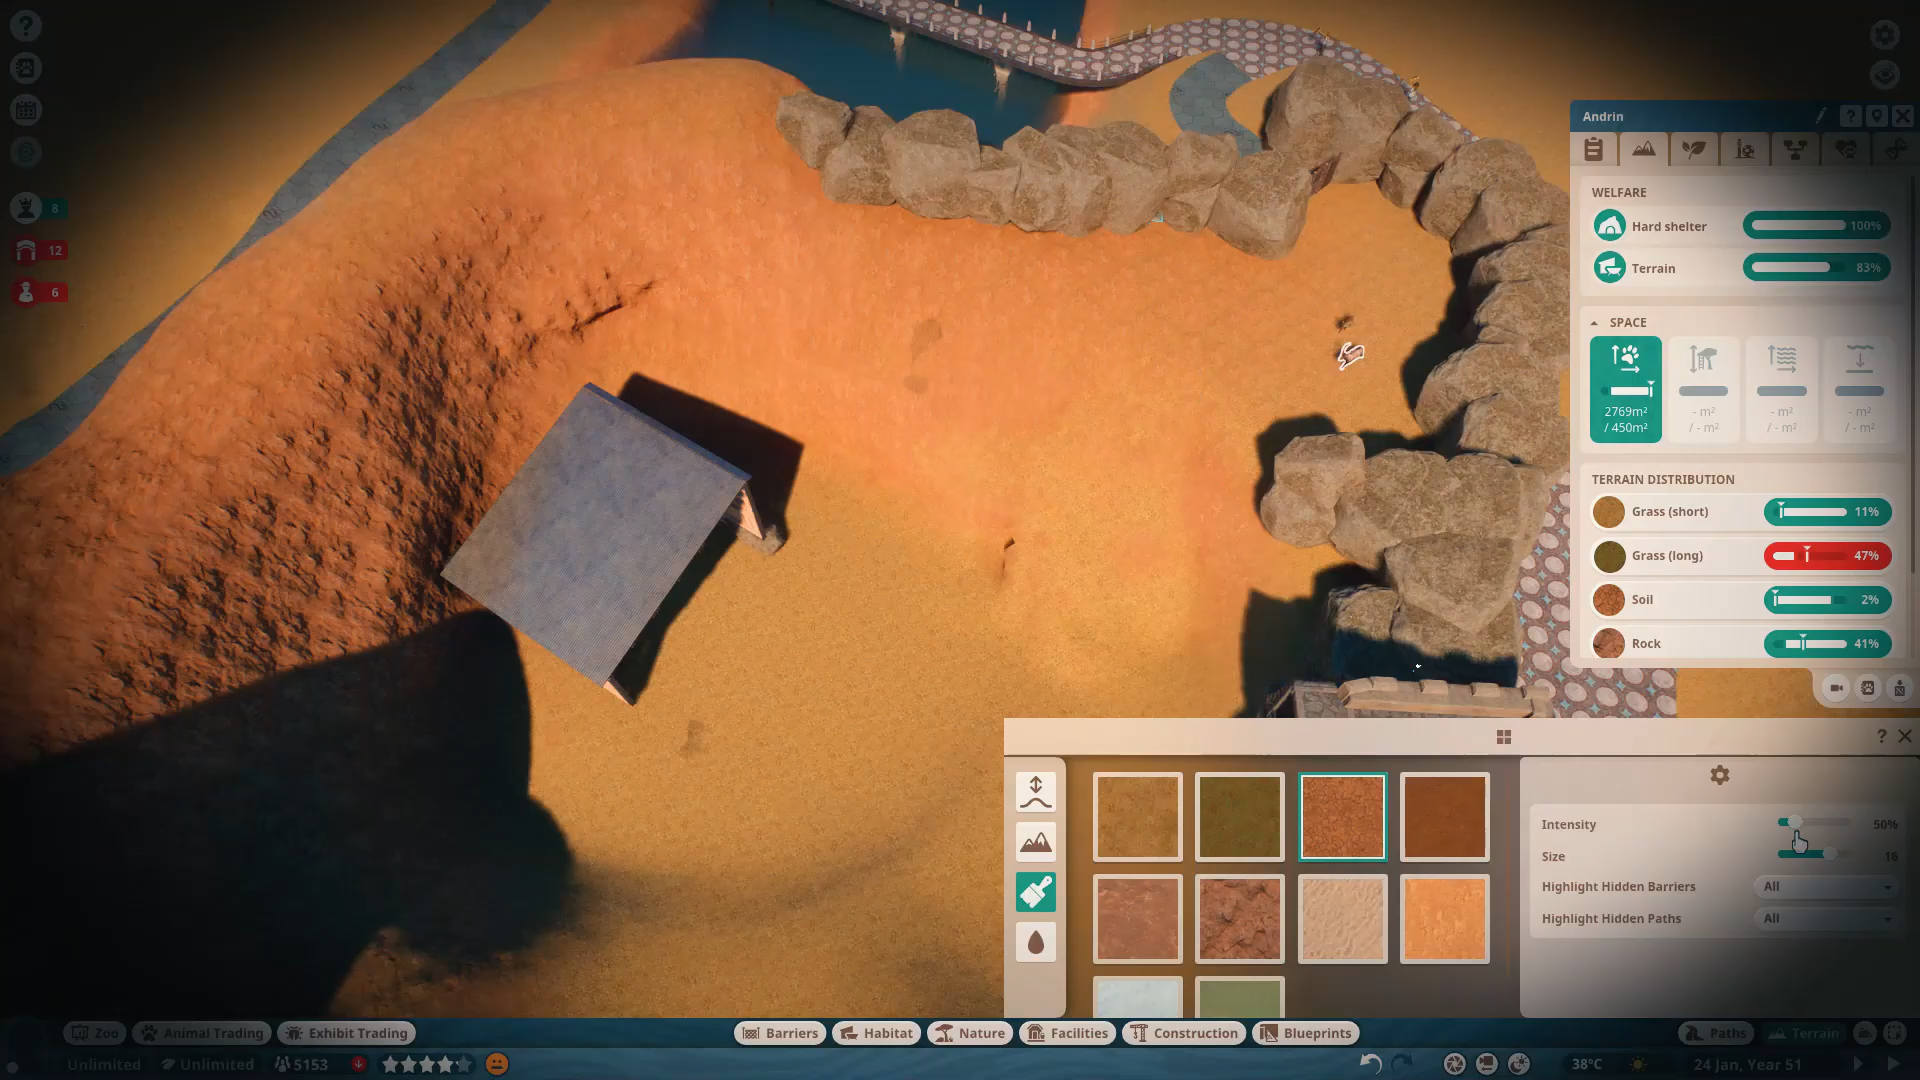 8
12
6
Andrin
?
WELFARE
Hard shelter 100%
Terrain 83%
SPACE
2769m²
/ 450m²
- m²
/ - m²
- m²
/ - m²
- m²
/ - m²
TERRAIN DISTRIBUTION
Grass (short) 11%
Grass (long) 47%
Soil 2%
Rock 41%
?
Intensity 50%
Size 16
Highlight Hidden Barriers All
Highlight Hidden Paths All
Zoo
Animal Trading
Exhibit Trading
Barriers
Habitat
Nature
Facilities
Construction
Blueprints
Paths
Terrain
Unlimited
Unlimited
5153
38°C
24 Jan, Year 51